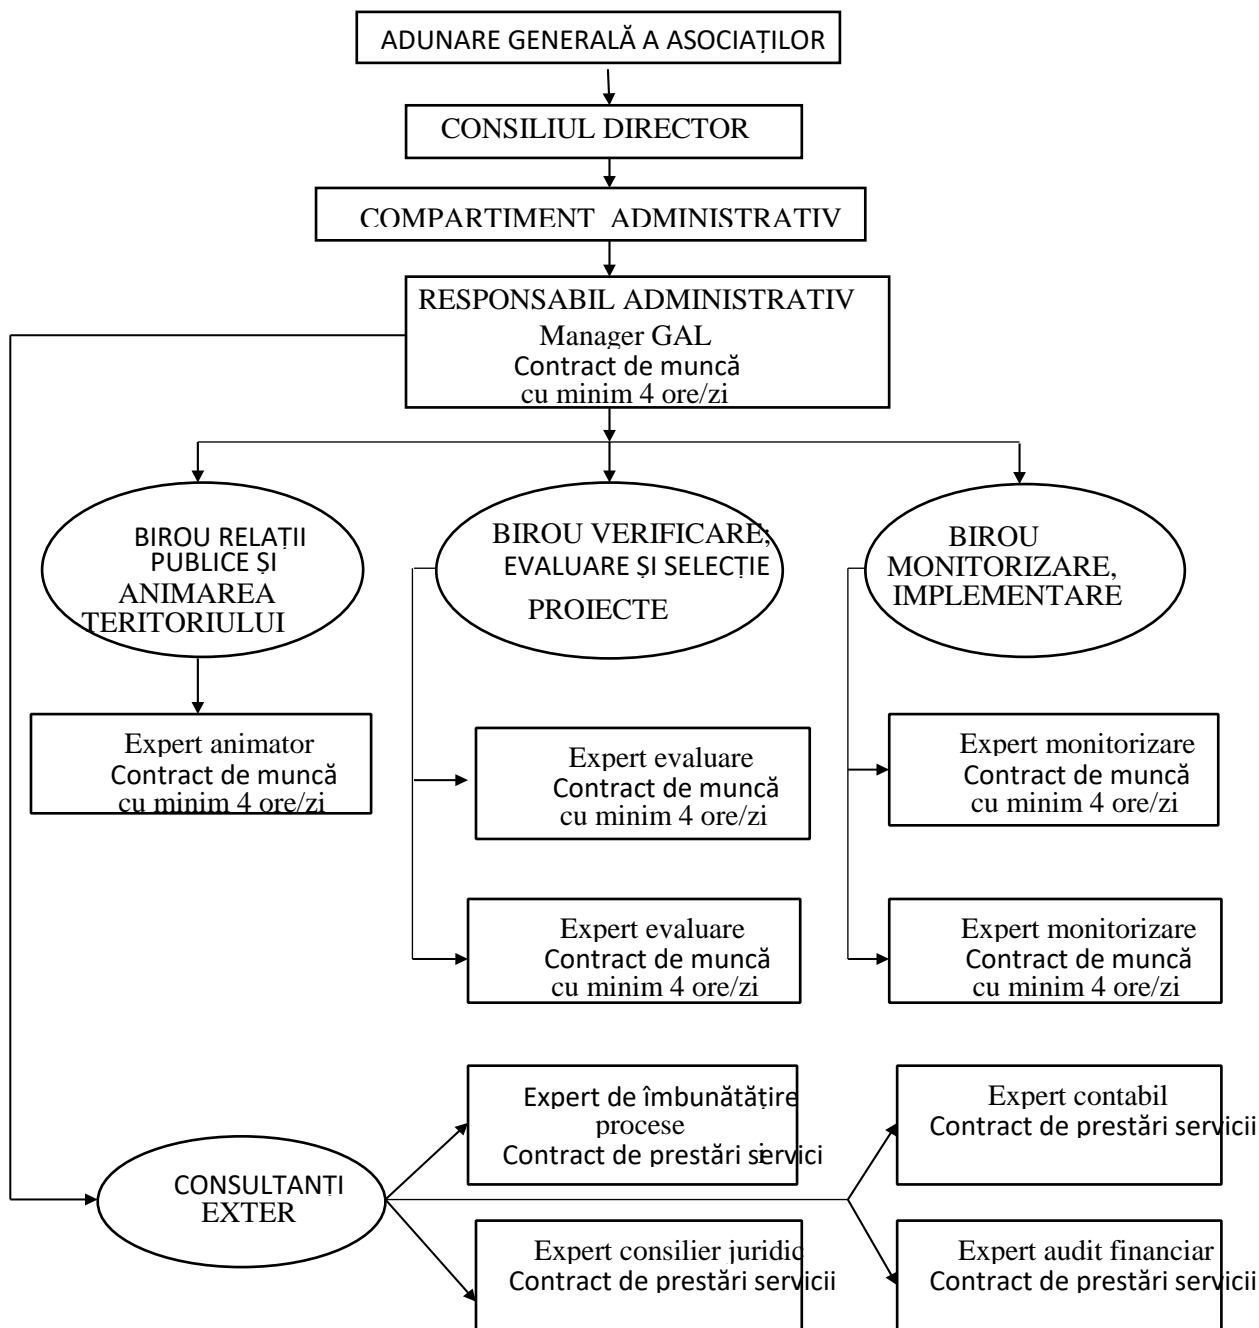 ADUNARE GENERALĂ A ASOCIAȚILOR
CONSILIUL DIRECTOR
COMPARTIMENT ADMINISTRATIV
RESPONSABIL ADMINISTRATIV
Manager GAL
Contract de muncă
cu minim 4 ore/zi
BIROU RELAȚII
PUBLICE ȘI
ANIMAREA
TERITORIULUI
BIROU VERIFICARE;
EVALUARE ȘI SELECȚIE
PROIECTE
BIROU
MONITORIZARE,
IMPLEMENTARE
Expert animator
Contract de muncă
cu minim 4 ore/zi
Expert evaluare
Contract de muncă
cu minim 4 ore/zi
Expert monitorizare
Contract de muncă
cu minim 4 ore/zi
Expert evaluare
Contract de muncă
cu minim 4 ore/zi
Expert monitorizare
Contract de muncă
cu minim 4 ore/zi
Expert de îmbunătățire
procese
Contract de prestări servicii
Expert contabil
Contract de prestări servicii
CONSULTANȚI
EXTER
Expert consilier juridic
Contract de prestări servicii
Expert audit financiar
Contract de prestări servicii